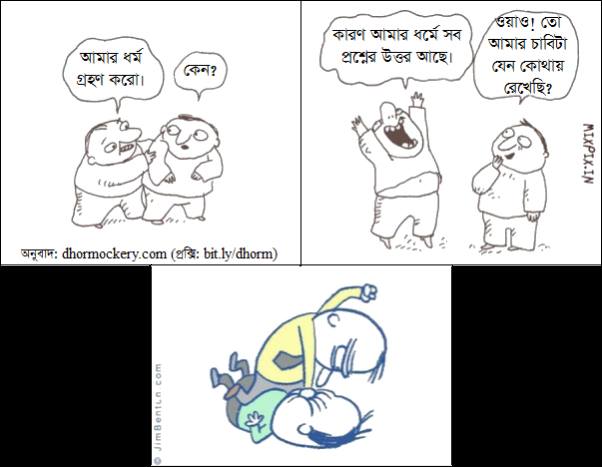 আমার ধর্ম
গ্রহণ করো।
কেন?
অনুবাদ: dhormockery.com (প্রক্সি: bit.ly/dhorm)
কারণ আমার ধর্মে সব
প্রশ্নের উত্তর আছে।
ওয়াও! তো
আমার চাবিটা
যেন কোথায়
রেখেছি?
MIXPIX.IN
© JimBenton.com